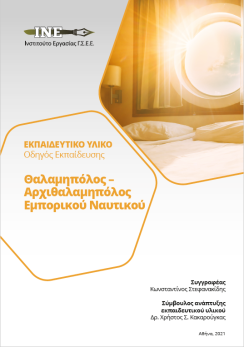 ΙΝΕ
Ινστιτούτο Εργασίας Γ.Σ.Ε.Ε.
ΕΚΠΑΙΔΕΥΤΙΚΟ ΥΛΙΚΟ
Οδηγός Εκπαίδευσης
Θαλαμηπόλος –
Αρχιθαλαμηπόλος
Εμπορικού Ναυτικού
Συγγραφέας
Κωνσταντίνος Στεφανακίδης
Σύμβουλος ανάπτυξης
εκπαιδευτικού υλικού
Δρ. Χρήστος Σ. Κακαρούγκας
Αθήνα, 2021